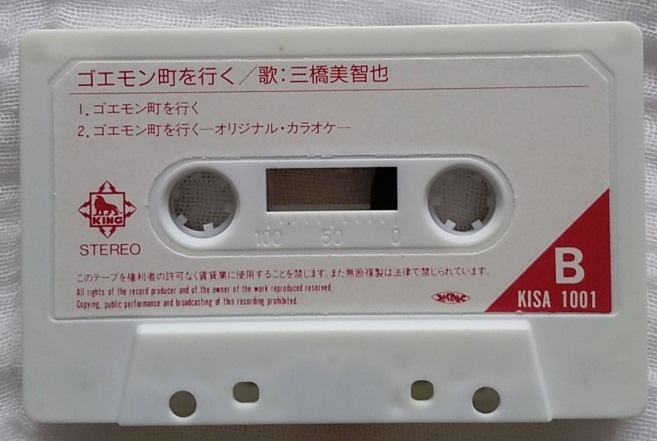 ゴエモン町を行く／歌：三橋美智也
1. ゴエモン町を行く
2. ゴエモン町を行く―オリジナル・カラオケ―
KING
STEREO
100 50 0
このテープを権利者の許可なく賃貸業に使用することを禁じます。また無断複製は法律で禁じられています。
All rights of the record producer and of the owner of the work reproduced reserved.
Copying, public performance and broadcasting of this recording prohibited.
B
KISA 1001